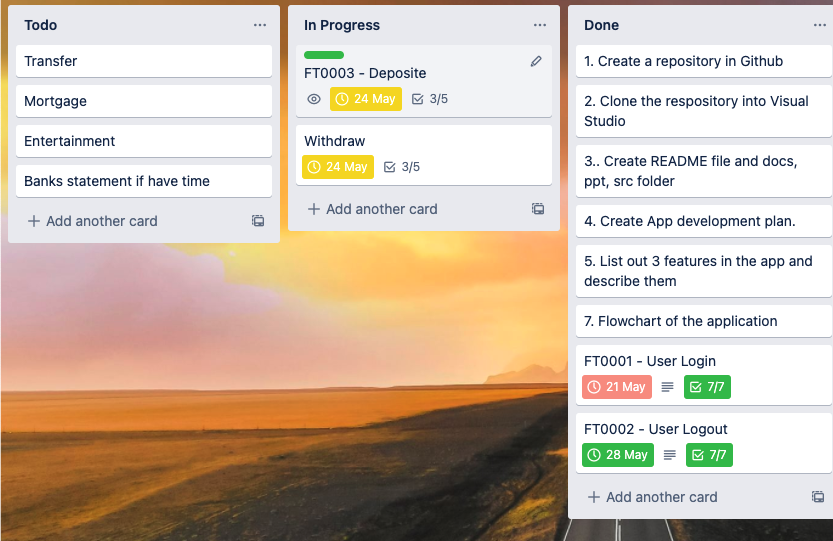 Todo
Transfer
Mortgage
Entertainment
Banks statement if have time
Add another card
In Progress
FT0003 - Deposite
24 May
3/5
Withdraw
24 May
3/5
Add another card
Done
1. Create a repository in Github
2. Clone the respository into Visual
Studio
3.. Create README file and docs,
ppt, src folder
4. Create App development plan.
5. List out 3 features in the app and
describe them
7. Flowchart of the application
FT0001 - User Login
21 May
7/7
FT0002 - User Logout
28 May
7/7
Add another card